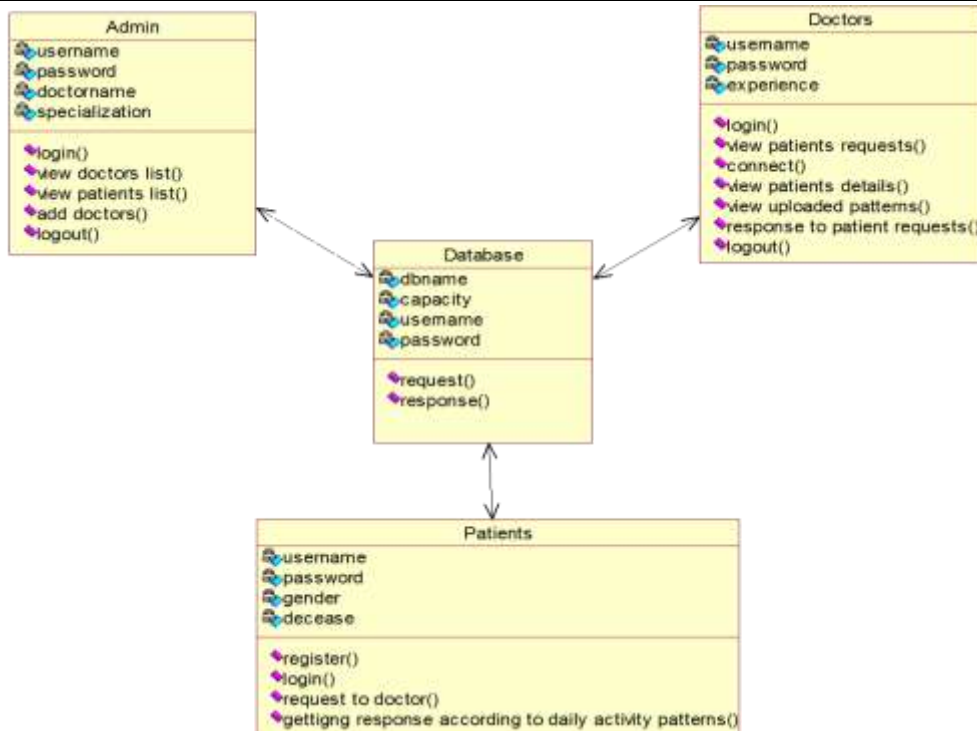 Admin
username
password
doctorname
specialization
login()
view doctors list()
view patients list()
add doctors()
logout()
Doctors
username
password
experience
login()
view patients requests()
connect()
view patients details()
view uploaded patterns()
response to patient requests()
logout()
Database
dbname
capacity
username
password
request()
response()
Patients
username
password
gender
decease
register()
login()
request to doctor()
gettigng response according to daily activity patterns()